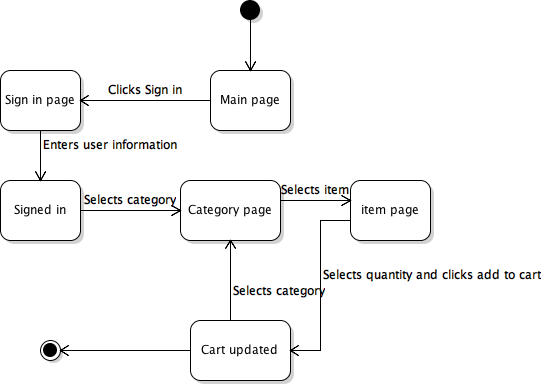 Clicks Sign in
Sign in page
Main page
Enters user information
Selects item
Selects category
Signed in
Category page
item page
Selects quantity and clicks add to cart
Selects category
Cart updated